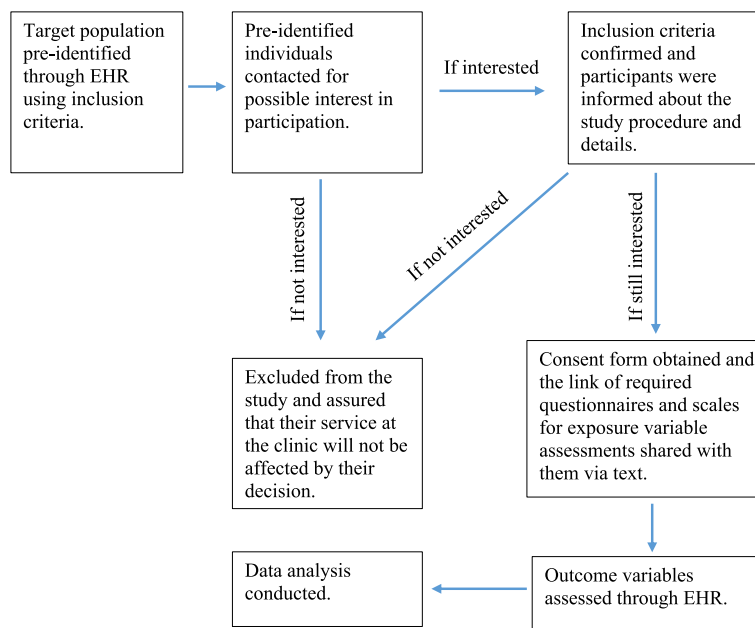 Target population
pre-identified
through EHR
using inclusion
criteria.
Pre-identified
individuals
contacted for
possible interest in
participation.
If interested
Inclusion criteria
confirmed and
participants were
informed about the
study procedure and
details.
If not interested
If not interested
If still interested
Excluded from the
study and assured
that their service at
the clinic will not be
affected by their
decision.
Consent form obtained and
the link of required
questionnaires and scales
for exposure variable
assessments shared with
them via text.
Data analysis
conducted.
Outcome variables
assessed through EHR.